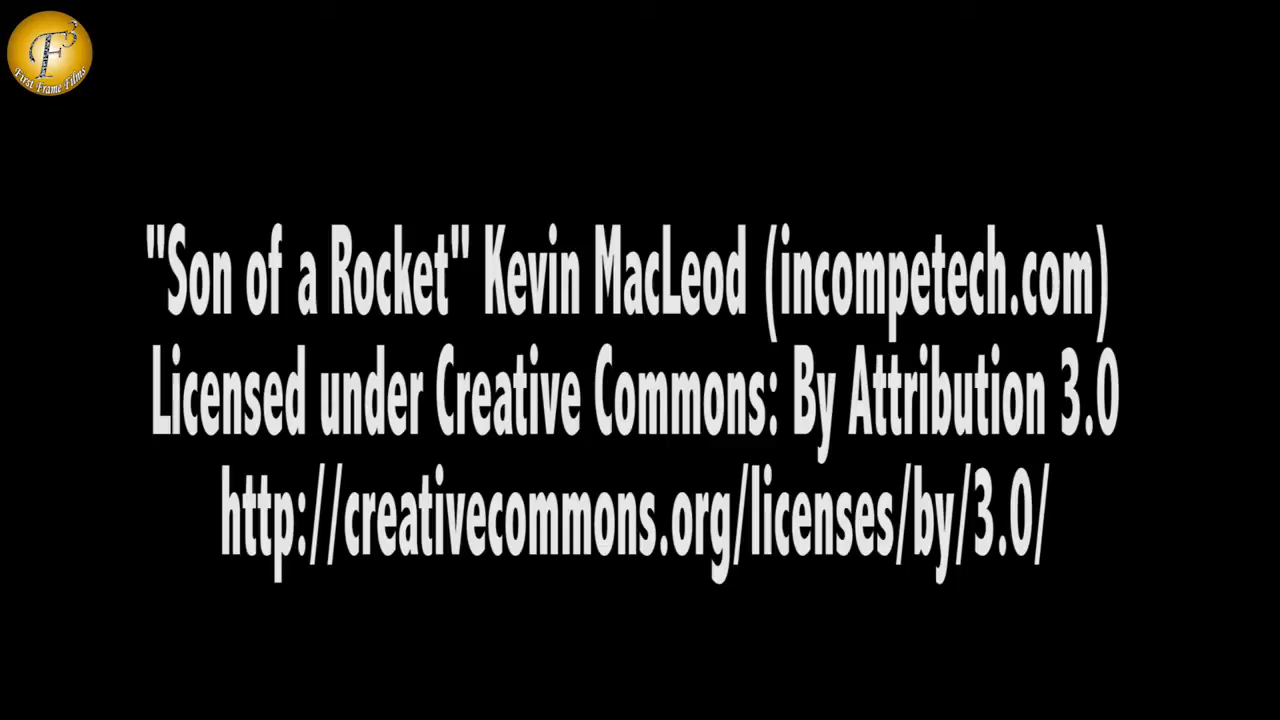 F3
First Frame Films
"Son of a Rocket" Kevin MacLeod (incompetech.com)
Licensed under Creative Commons: By Attribution 3.0
http://creativecommons.org/licenses/by/3.0/